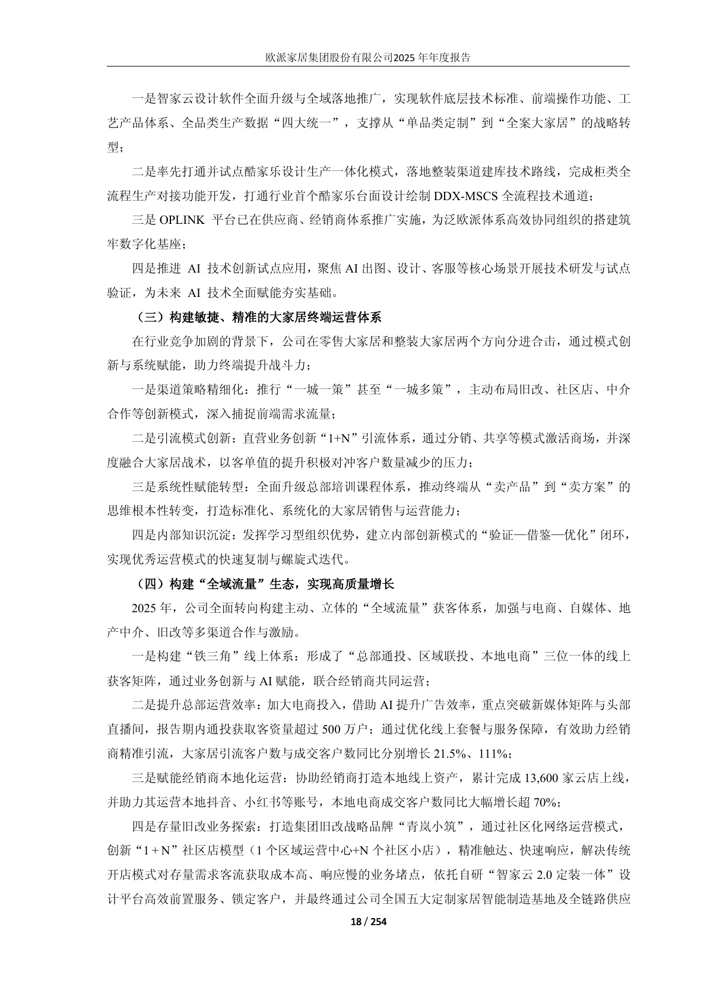 欧派家居集团股份有限公司2025 年年度报告
一是智家云设计软件全面升级与全域落地推广，实现软件底层技术标准、前端操作功能、工
艺产品体系、全品类生产数据“四大统一”，支撑从“单品类定制”到“全案大家居”的战略转
型；
二是率先打通并试点酷家乐设计生产一体化模式，落地整装渠道建库技术路线，完成柜类全
流程生产对接功能开发，打通行业首个酷家乐台面设计绘制 DDX-MSCS 全流程技术通道；
三是 OPLINK 平台已在供应商、经销商体系推广实施，为泛欧派体系高效协同组织的搭建筑
牢数字化基座；
四是推进 AI 技术创新试点应用，聚焦 AI 出图、设计、客服等核心场景开展技术研发与试点
验证，为未来 AI 技术全面赋能夯实基础。
（三）构建敏捷、精准的大家居终端运营体系
在行业竞争加剧的背景下，公司在零售大家居和整装大家居两个方向分进合击，通过模式创
新与系统赋能，助力终端提升战斗力；
一是渠道策略精细化：推行“一城一策”甚至“一城多策”，主动布局旧改、社区店、中介
合作等创新模式，深入捕捉前端需求流量；
二是引流模式创新：直营业务创新“1+N”引流体系，通过分销、共享等模式激活商场，并深
度融合大家居战术，以客单值的提升积极对冲客户数量减少的压力；
三是系统性赋能转型：全面升级总部培训课程体系，推动终端从“卖产品”到“卖方案”的
思维根本性转变，打造标准化、系统化的大家居销售与运营能力；
四是内部知识沉淀：发挥学习型组织优势，建立内部创新模式的“验证—借鉴—优化”闭环，
实现优秀运营模式的快速复制与螺旋式迭代。
（四）构建“全域流量”生态，实现高质量增长
2025 年，公司全面转向构建主动、立体的“全域流量”获客体系，加强与电商、自媒体、地
产中介、旧改等多渠道合作与激励。
一是构建“铁三角”线上体系：形成了“总部通投、区域联投、本地电商”三位一体的线上
获客矩阵，通过业务创新与 AI 赋能，联合经销商共同运营；
二是提升总部运营效率：加大电商投入，借助 AI 提升广告效率，重点突破新媒体矩阵与头部
直播间，报告期内通投获取客资量超过 500 万户；通过优化线上套餐与服务保障，有效助力经销
商精准引流，大家居引流客户数与成交客户数同比分别增长 21.5%、111%；
三是赋能经销商本地化运营：协助经销商打造本地线上资产，累计完成 13,600 家云店上线，
并助力其运营本地抖音、小红书等账号，本地电商成交客户数同比大幅增长超 70%；
四是存量旧改业务探索：打造集团旧改战略品牌“青岚小筑”，通过社区化网络运营模式，
创新“1 + N”社区店模型（1 个区域运营中心+N 个社区小店），精准触达、快速响应，解决传统
开店模式对存量需求客流获取成本高、响应慢的业务堵点，依托自研“智家云 2.0 定装一体”设
计平台高效前置服务、锁定客户，并最终通过公司全国五大定制家居智能制造基地及全链路供应
18 / 254